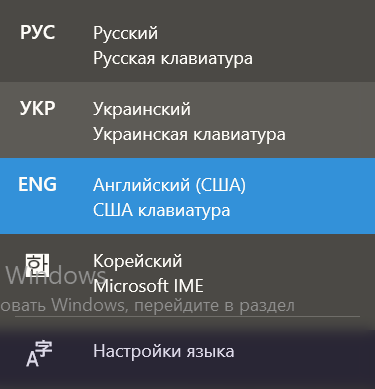 РУС
Русский
Русская клавиатура
УКР
Украинский
Украинская клавиатура
ENG
Английский (США)
США клавиатура
한
Корейский
Microsoft IME
Windows
овать Windows, перейдите в раздел
A字
Настройки языка